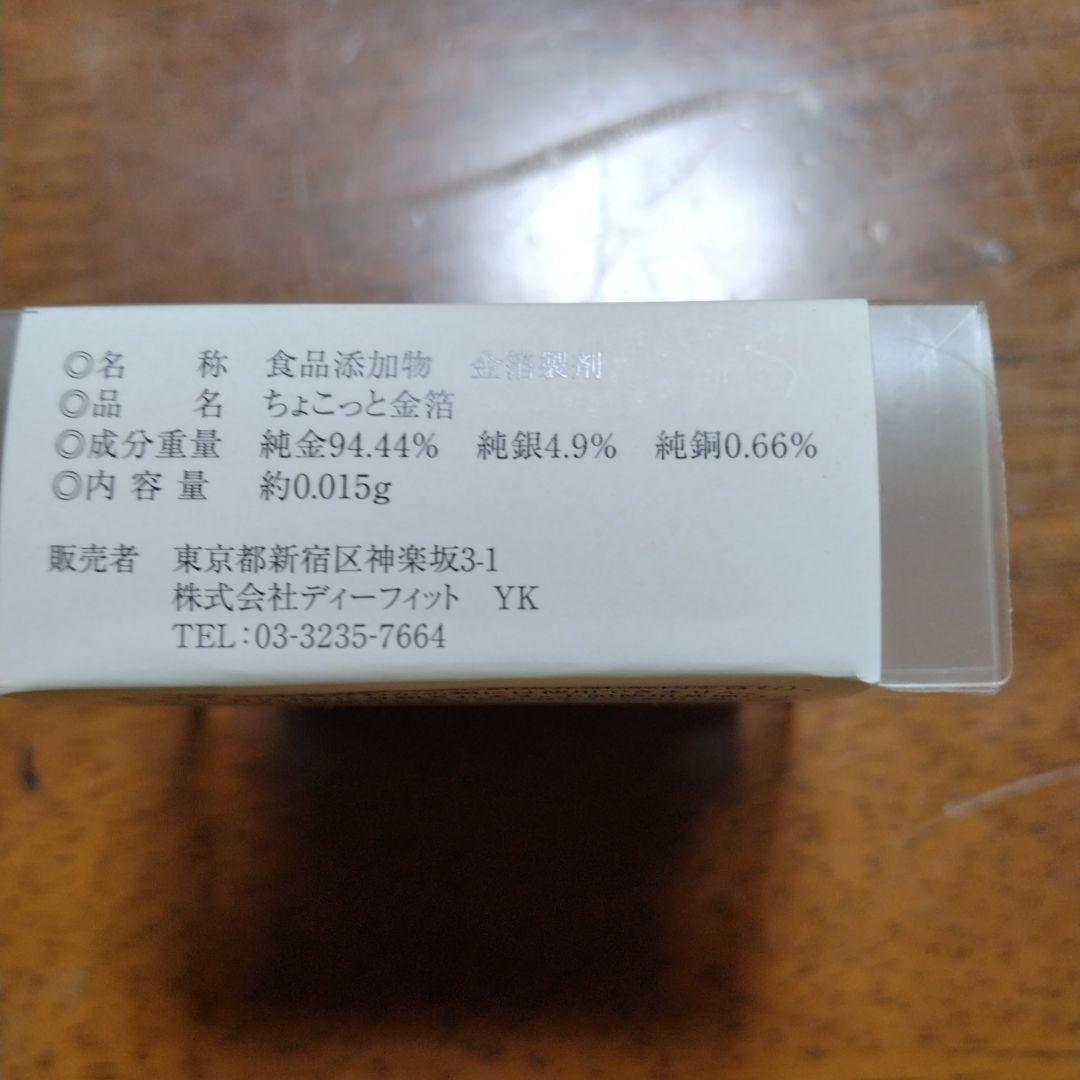 ◎名　　称　食品添加物　金箔製剤
◎品　　名　ちょこっと金箔
◎成分重量　純金94.44%　純銀4.9%　純銅0.66%
◎内 容 量　約0.015g
販売者　東京都新宿区神楽坂3-1
株式会社ディーフィット　YK
TEL：03-3235-7664